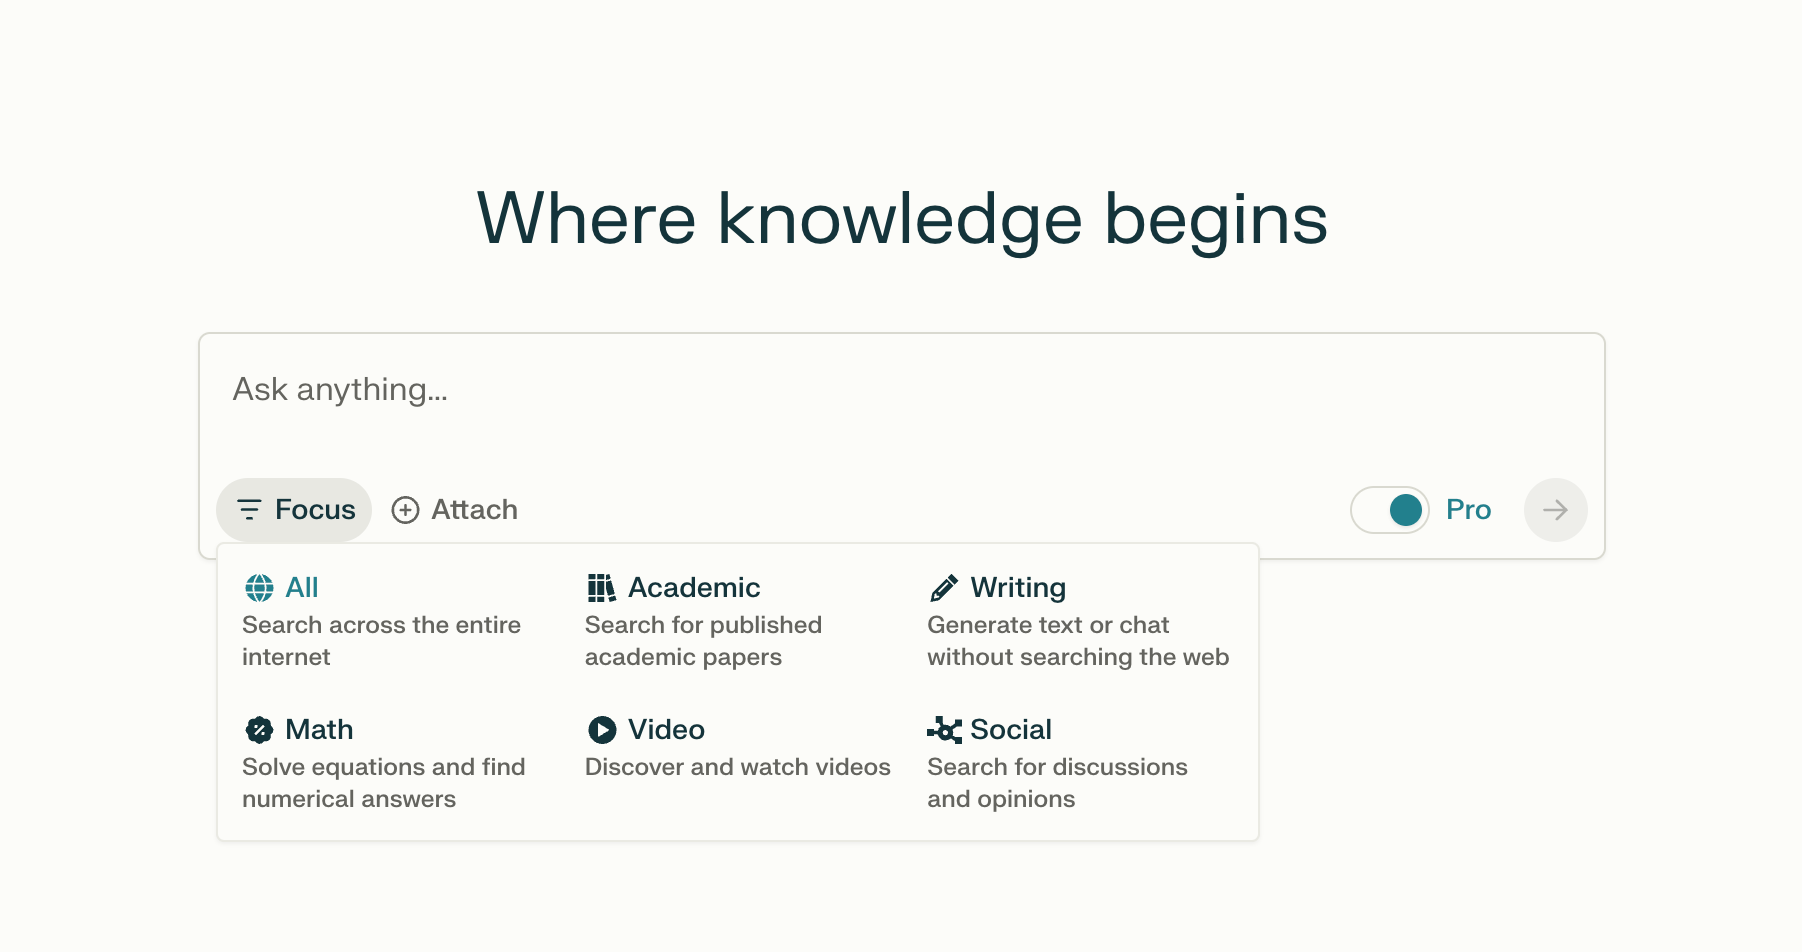 Where knowledge begins
Ask anything...
Focus
Attach
Pro
All
Search across the entire
internet
Academic
Search for published
academic papers
Writing
Generate text or chat
without searching the web
Math
Solve equations and find
numerical answers
Video
Discover and watch videos
Social
Search for discussions
and opinions